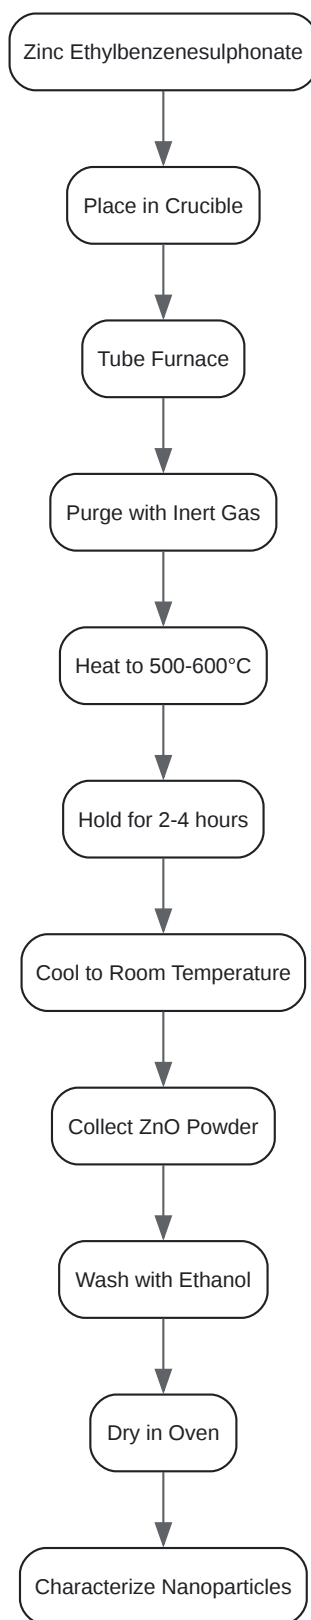 Zinc Ethylbenzenesulphonate
Place in Crucible
Tube Furnace
Purge with Inert Gas
Heat to 500-600°C
Hold for 2-4 hours
Cool to Room Temperature
Collect ZnO Powder
Wash with Ethanol
Dry in Oven
Characterize Nanoparticles